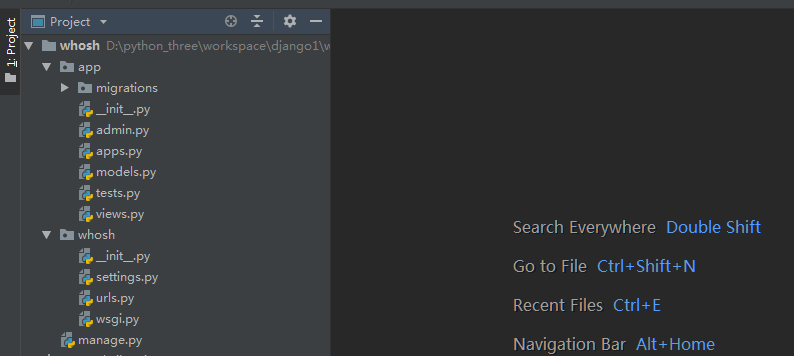 1: Project
Project
whosh D:\python_three\workspace\django1\w
app
migrations
__init__.py
admin.py
apps.py
models.py
tests.py
views.py
whosh
__init__.py
settings.py
urls.py
wsgi.py
manage.py
Search Everywhere Double Shift
Go to File Ctrl+Shift+N
Recent Files Ctrl+E
Navigation Bar Alt+Home